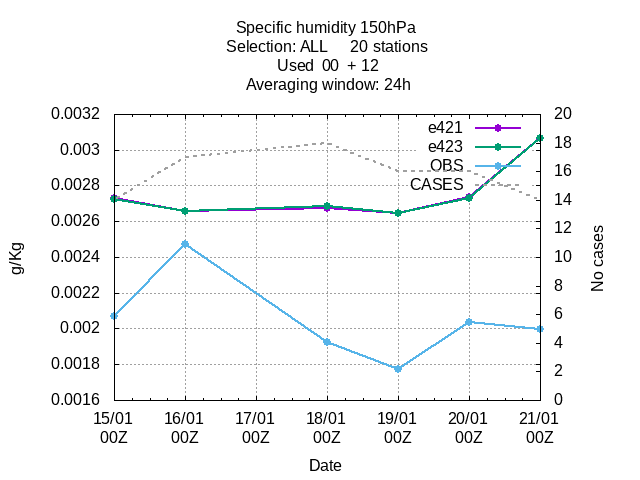 Specific humidity 150hPa
Selection: ALL     20 stations
Used  00  + 12
Averaging window: 24h
0.0032
0.003
0.0028
0.0026
0.0024
0.0022
0.002
0.0018
0.0016
g/Kg
e421
e423
OBS
CASES
20
18
16
14
12
10
8
6
4
2
0
No cases
15/01 16/01 17/01 18/01 19/01 20/01 21/01
00Z 00Z 00Z 00Z 00Z 00Z 00Z
Date